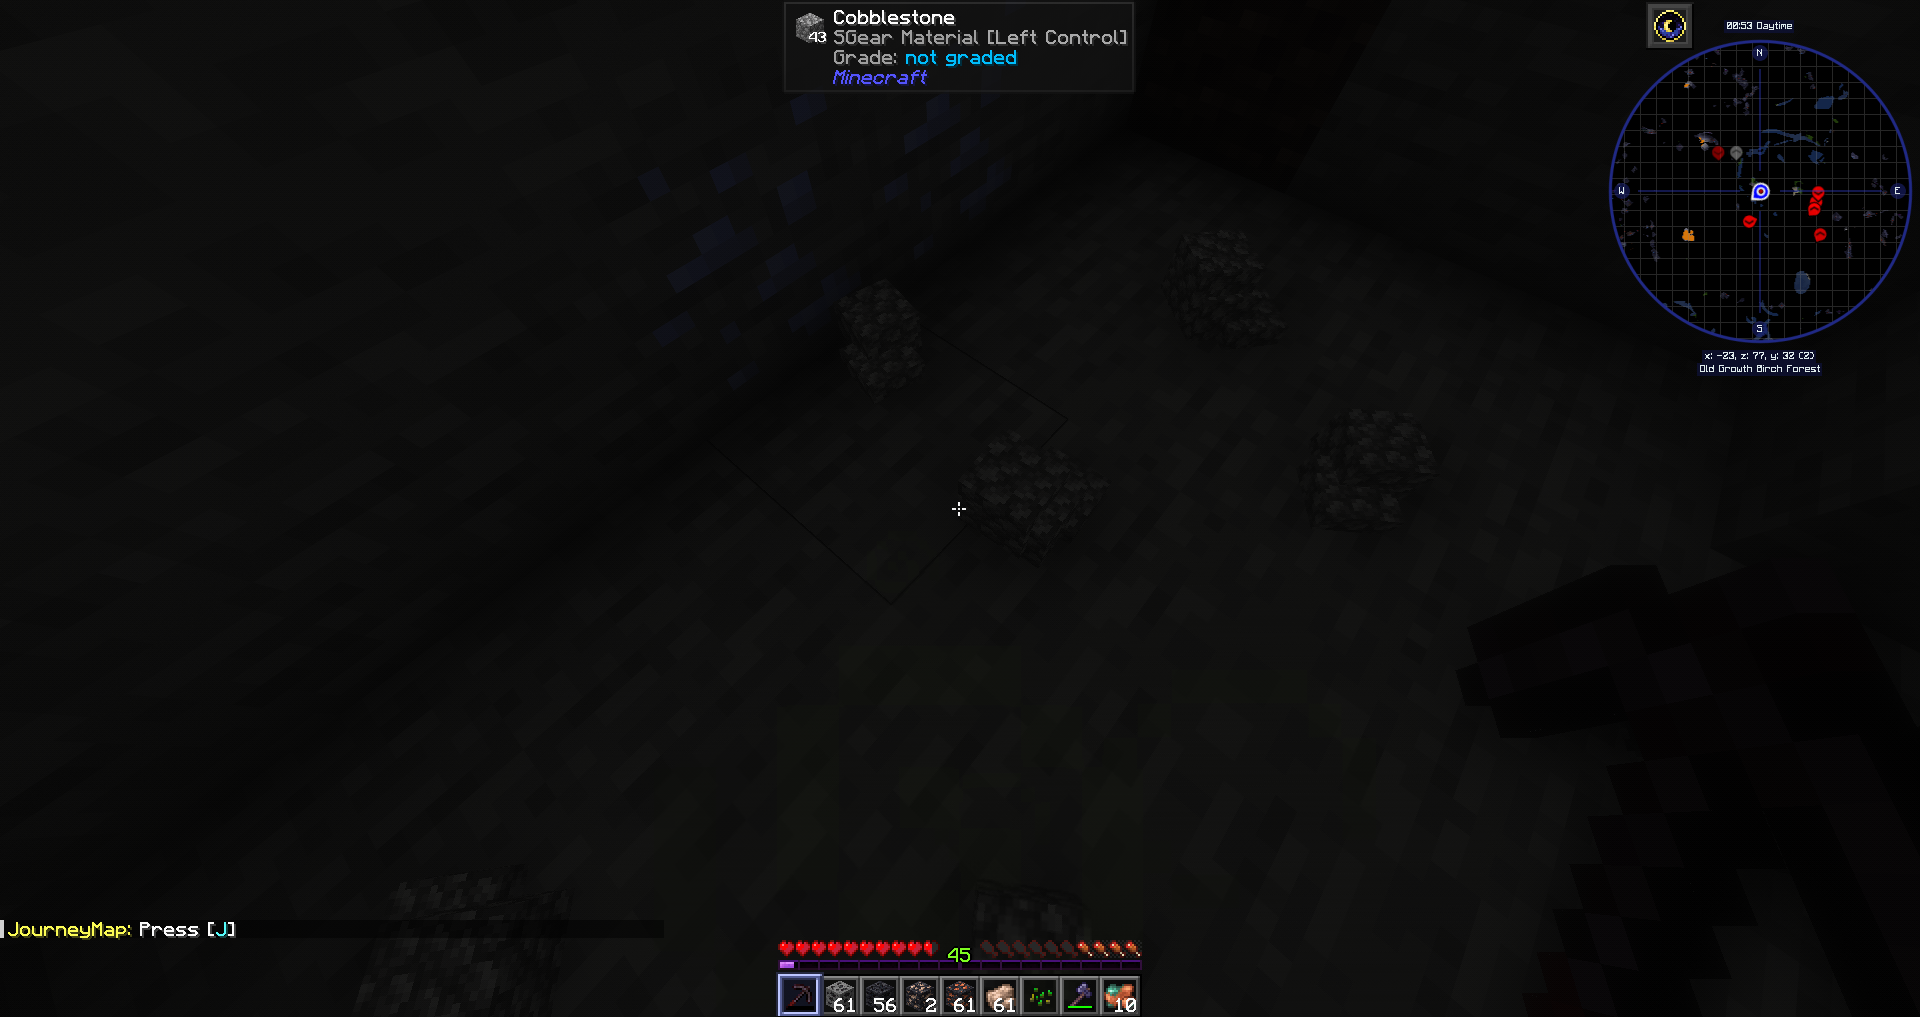 Cobblestone
43
SGear Material [Left Control]
Grade: not graded
Minecraft
00:53 Daytime
N
W
E
S
x: -23, z: 77, y: 32 (2)
Old Growth Birch Forest
JourneyMap: Press [J]
45
61 56 2 61 61 10